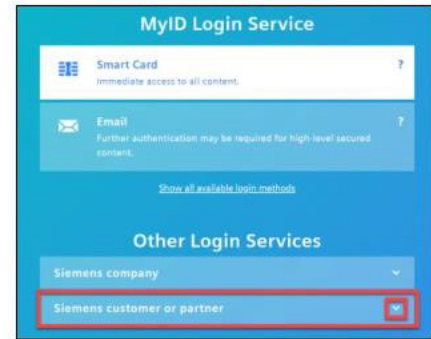 MyID Login Service
Smart Card ?
Immediate access to all content.
Email ?
Further authentication may be required for high-level secured
content.
Show all available login methods
Other Login Services
Siemens company
Siemens customer or partner